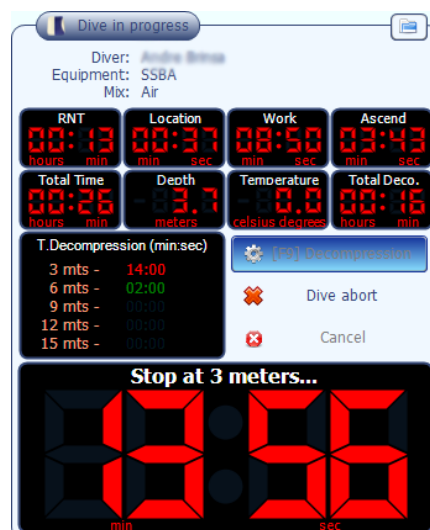 Dive in progress
Diver:
Equipment: SSBA
Mix: Air
RNT Location Work Ascend
00:13 00:37 08:50 03:43
hours min min sec min sec min sec
Total Time Depth Temperature Total Deco.
00:26 3.7 -0.0 00:16
hours min meters celsius degrees hours min
T.Decompression (min:sec)
3 mts - 14:00
6 mts - 02:00
9 mts - 00:00
12 mts - 00:00
15 mts - 00:00
[F9] Decompression
Dive abort
Cancel
Stop at 3 meters...
13 56
min sec